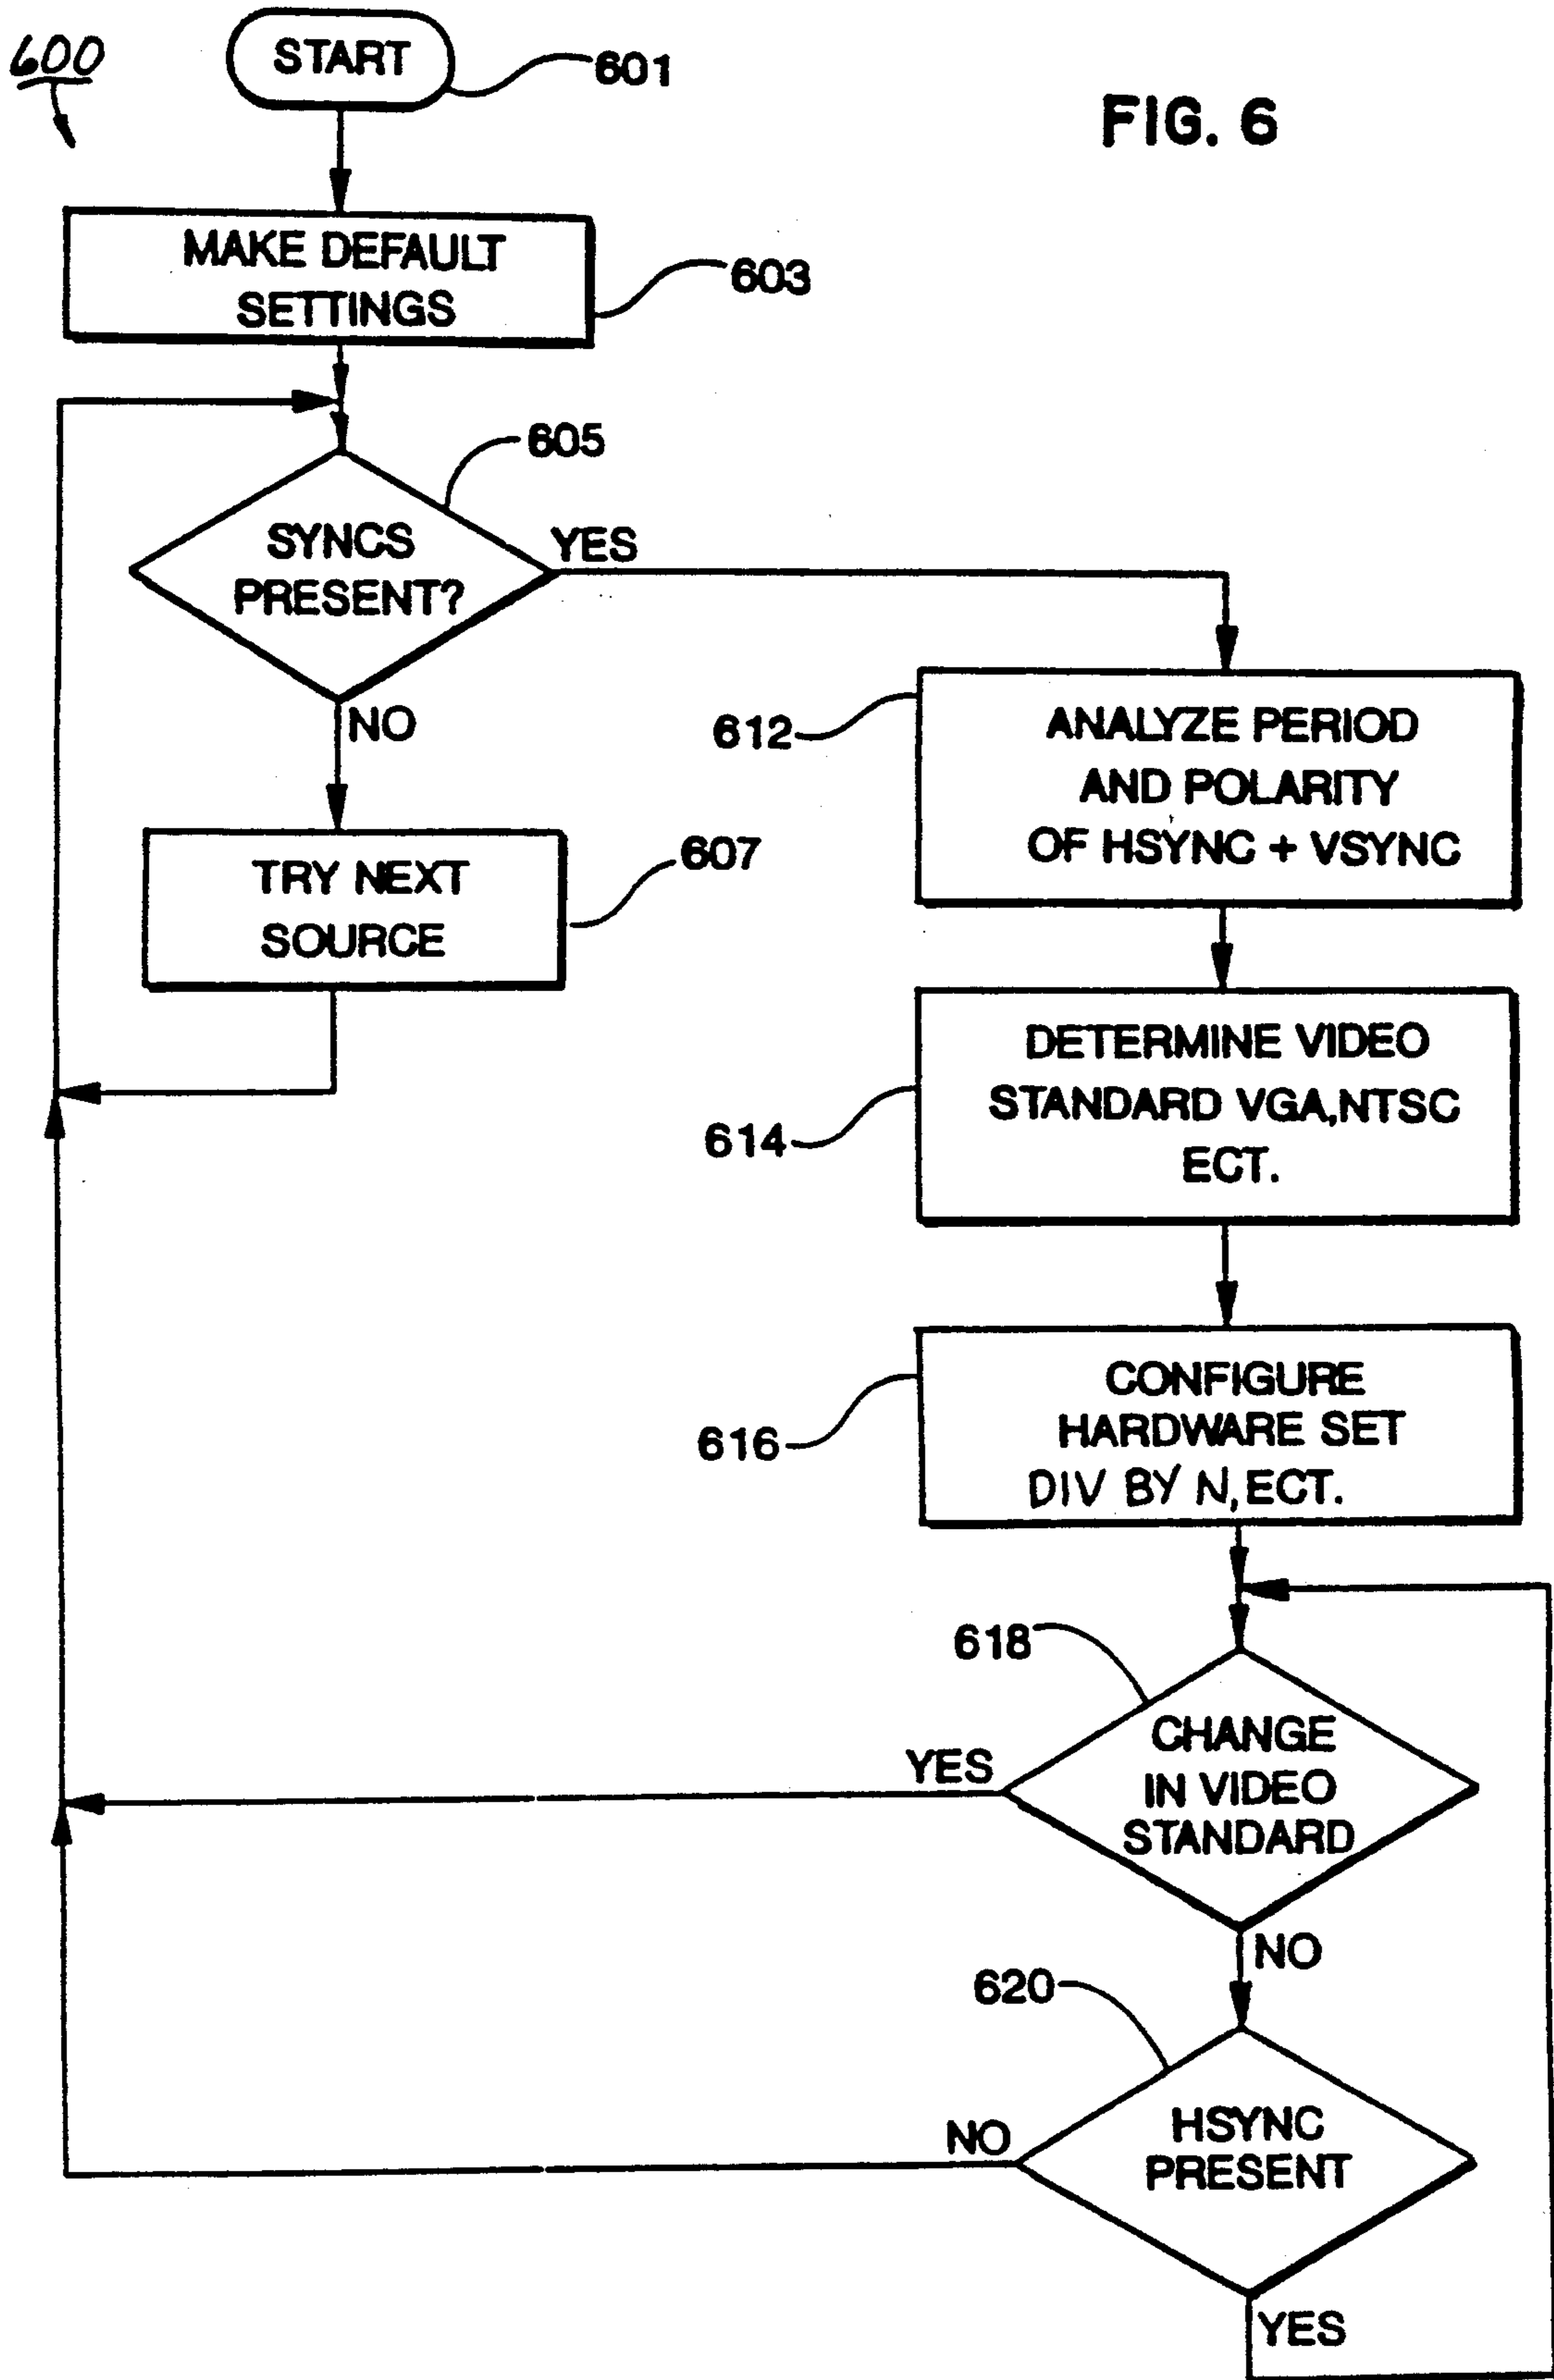 600
START
601
FIG. 6
MAKE DEFAULT
SETTINGS
603
605
SYNCS
PRESENT?
YES
NO
612
ANALYZE PERIOD
AND POLARITY
OF HSYNC + VSYNC
TRY NEXT
SOURCE
607
DETERMINE VIDEO
STANDARD VGA,NTSC
ECT.
614
CONFIGURE
HARDWARE SET
DIV BY N,ECT.
616
618
CHANGE
IN VIDEO
STANDARD
YES
NO
620
HSYNC
PRESENT
NO
YES